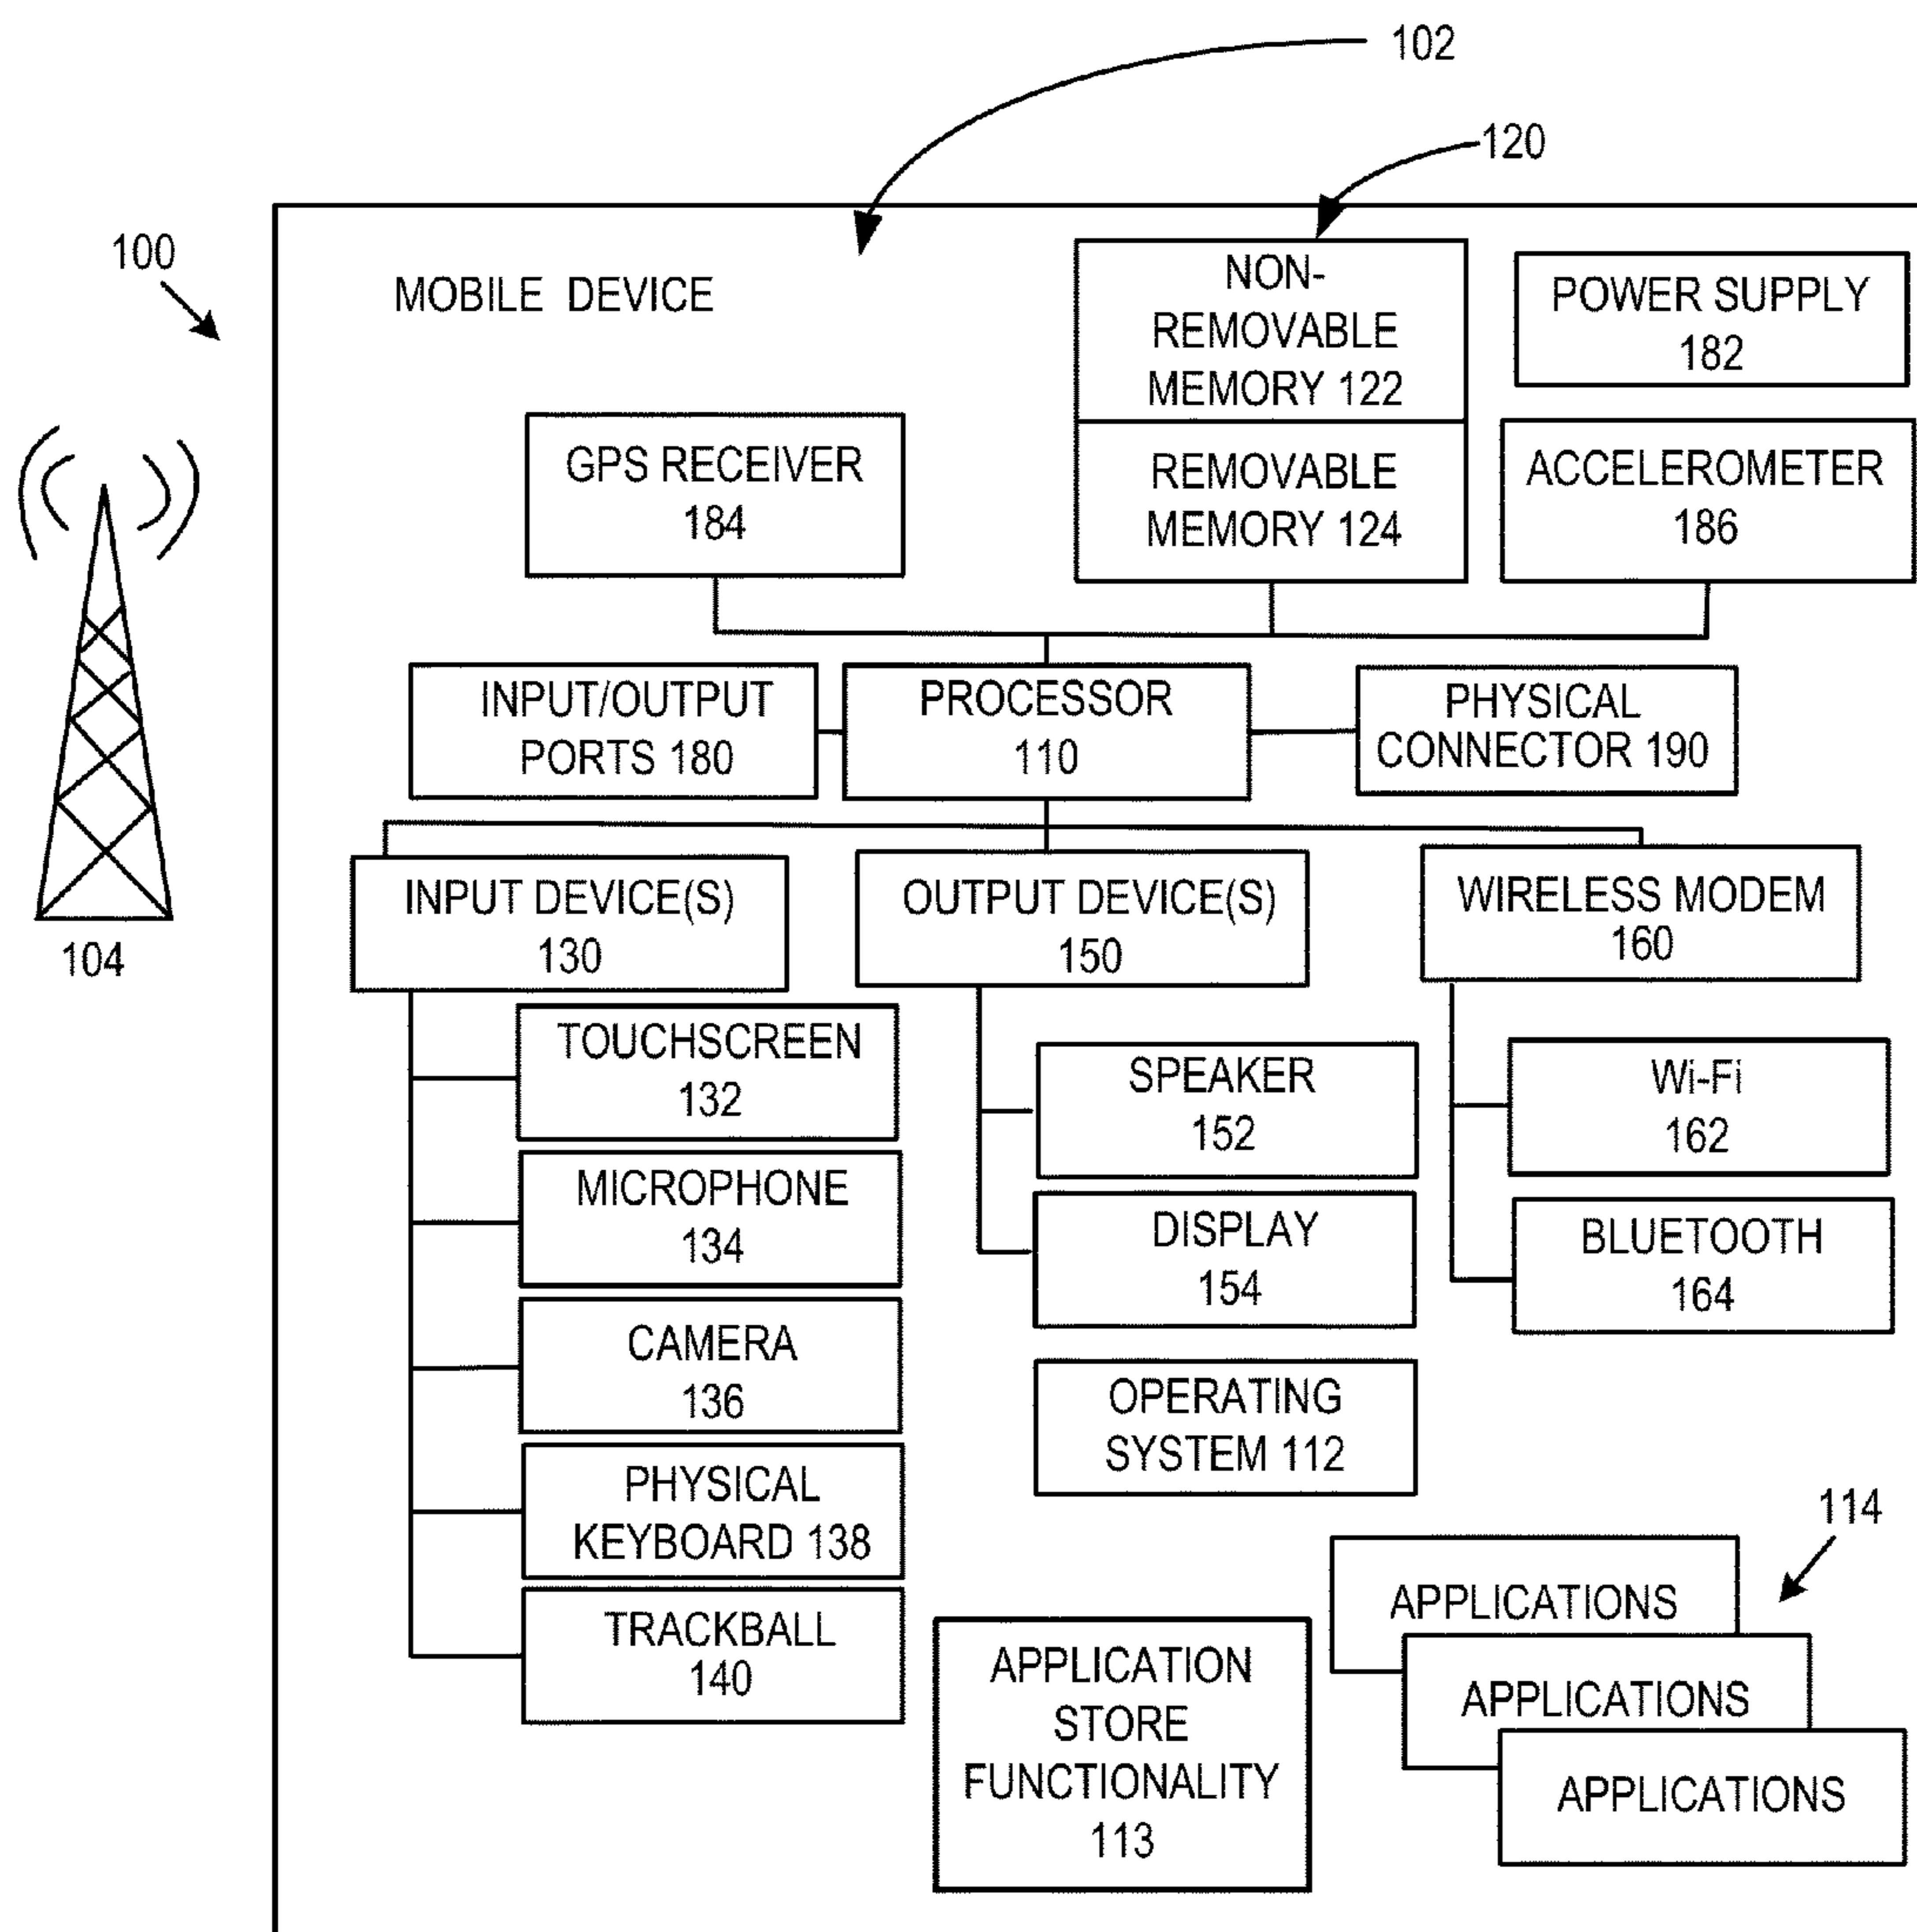 102
120
100
MOBILE DEVICE
NON-
REMOVABLE
MEMORY 122
POWER SUPPLY
182
GPS RECEIVER
184
REMOVABLE
MEMORY 124
ACCELEROMETER
186
INPUT/OUTPUT
PORTS 180
PROCESSOR
110
PHYSICAL
CONNECTOR 190
104
INPUT DEVICE(S)
130
OUTPUT DEVICE(S)
150
WIRELESS MODEM
160
TOUCHSCREEN
132
SPEAKER
152
Wi-Fi
162
MICROPHONE
134
DISPLAY
154
BLUETOOTH
164
CAMERA
136
OPERATING
SYSTEM 112
PHYSICAL
KEYBOARD 138
114
TRACKBALL
140
APPLICATION
STORE
FUNCTIONALITY
113
APPLICATIONS
APPLICATIONS
APPLICATIONS